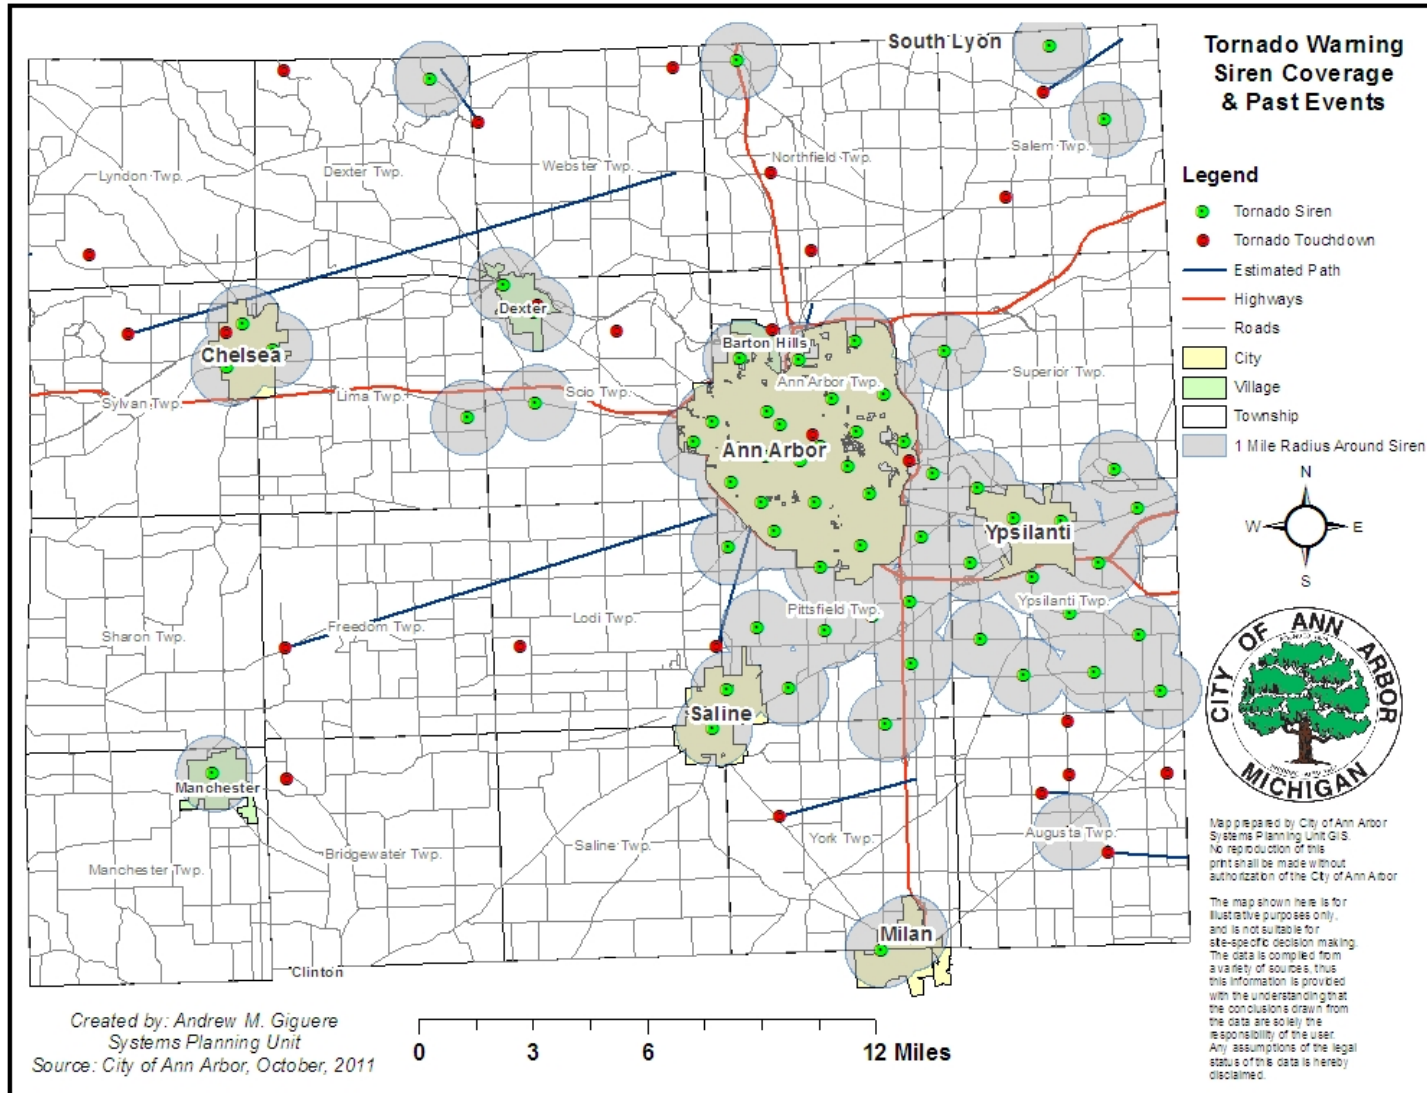 Tornado Warning
Siren Coverage
& Past Events
Legend
Tornado Siren
Tornado Touchdown
Estimated Path
Highways
Roads
City
Village
Township
1 Mile Radius Around Siren
N
W
E
S
CITY OF ANN ARBOR
MICHIGAN
Map prepared by City of Ann Arbor
Systems Planning Unit GIS.
No reproduction of this
print shall be made without
authorization of the City of Ann Arbor
The map shown here is for
illustrative purposes only,
and is not suitable for
site-specific decision making.
The data is compiled from
a variety of sources, thus
this information is provided
with the understanding that
the conclusions drawn from
the data are solely the
responsibility of the user.
Any assumptions of the legal
status of this data is hereby
disclaimed.
South Lyon
Lyndon Twp.
Dexter Twp.
Webster Twp.
Northfield Twp.
Salem Twp.
Dexter
Chelsea
Barton Hills
Sylvan Twp.
Lima Twp.
Scio Twp.
Ann Arbor Twp.
Superior Twp.
Ann Arbor
Ypsilanti
Sharon Twp.
Freedom Twp.
Lodi Twp.
Pittsfield Twp.
Ypsilanti Twp.
Saline
Manchester
Manchester Twp.
Bridgewater Twp.
Saline Twp.
York Twp.
Augusta Twp.
Milan
Clinton
Created by: Andrew M. Giguere
Systems Planning Unit
Source: City of Ann Arbor, October, 2011
0 3 6 12 Miles